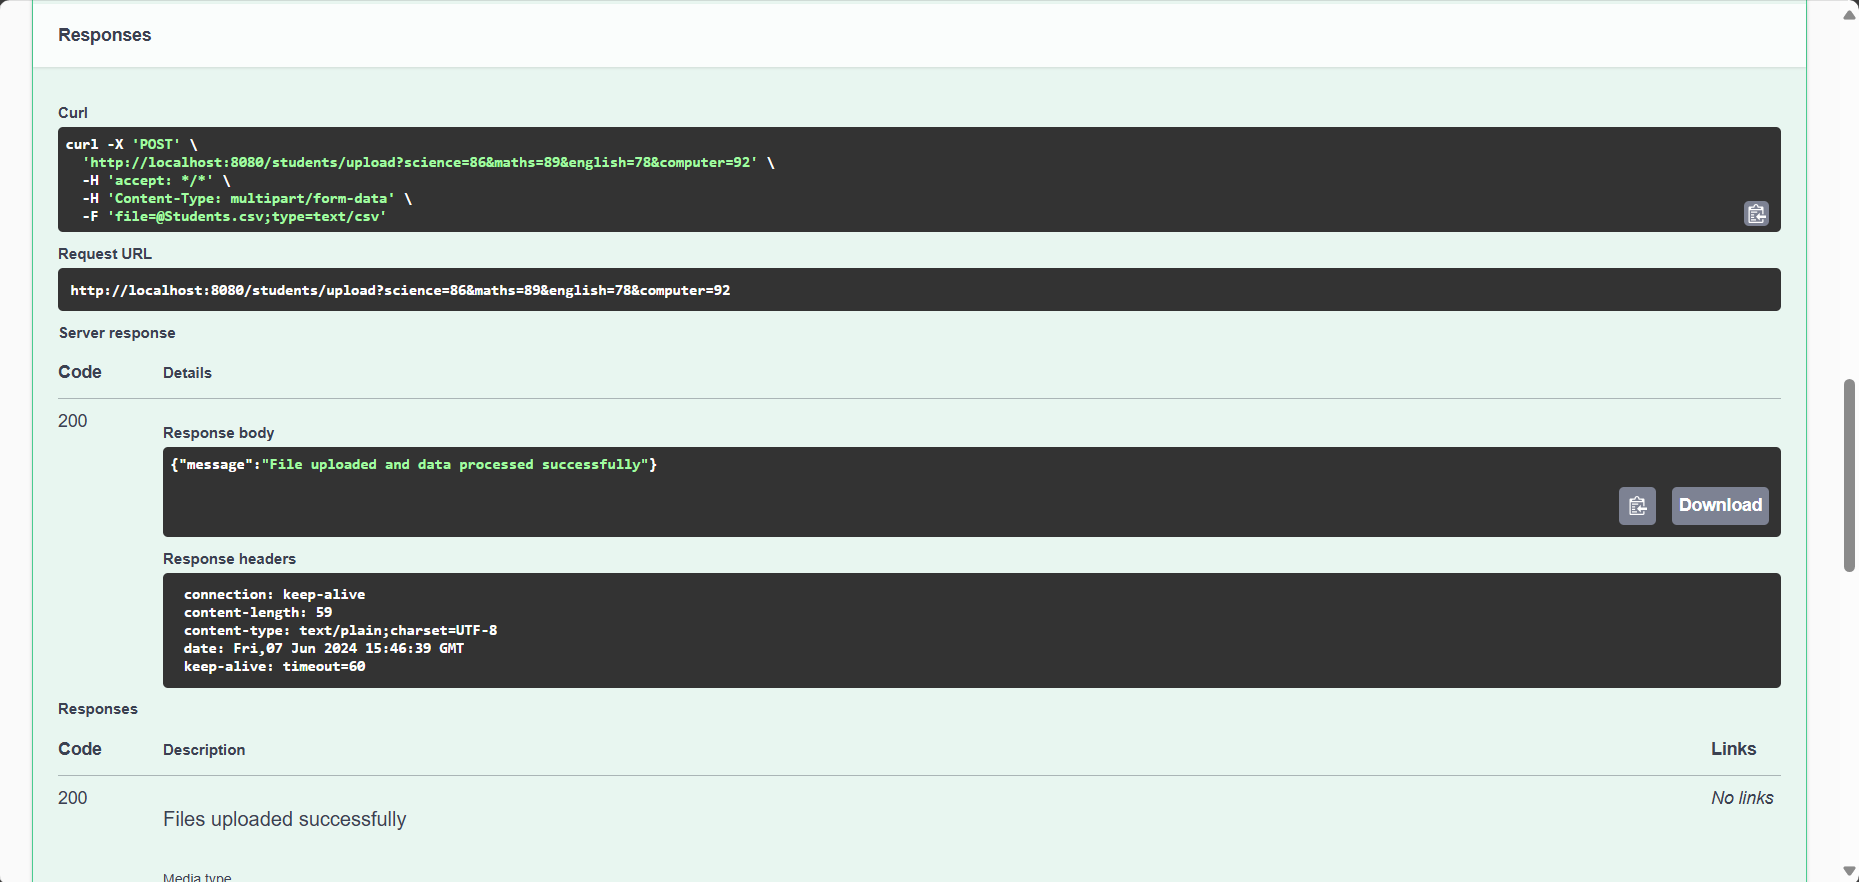 Responses
Curl
curl -X 'POST' \
'http://localhost:8080/students/upload?science=86&maths=89&english=78&computer=92' \
-H 'accept: */*' \
-H 'Content-Type: multipart/form-data' \
-F 'file=@Students.csv;type=text/csv'
Request URL
http://localhost:8080/students/upload?science=86&maths=89&english=78&computer=92
Server response
Code Details
200
Response body
{"message":"File uploaded and data processed successfully"}
Download
Response headers
connection: keep-alive
content-length: 59
content-type: text/plain;charset=UTF-8
date: Fri,07 Jun 2024 15:46:39 GMT
keep-alive: timeout=60
Responses
Code Description Links
200 No links
Files uploaded successfully
Media type